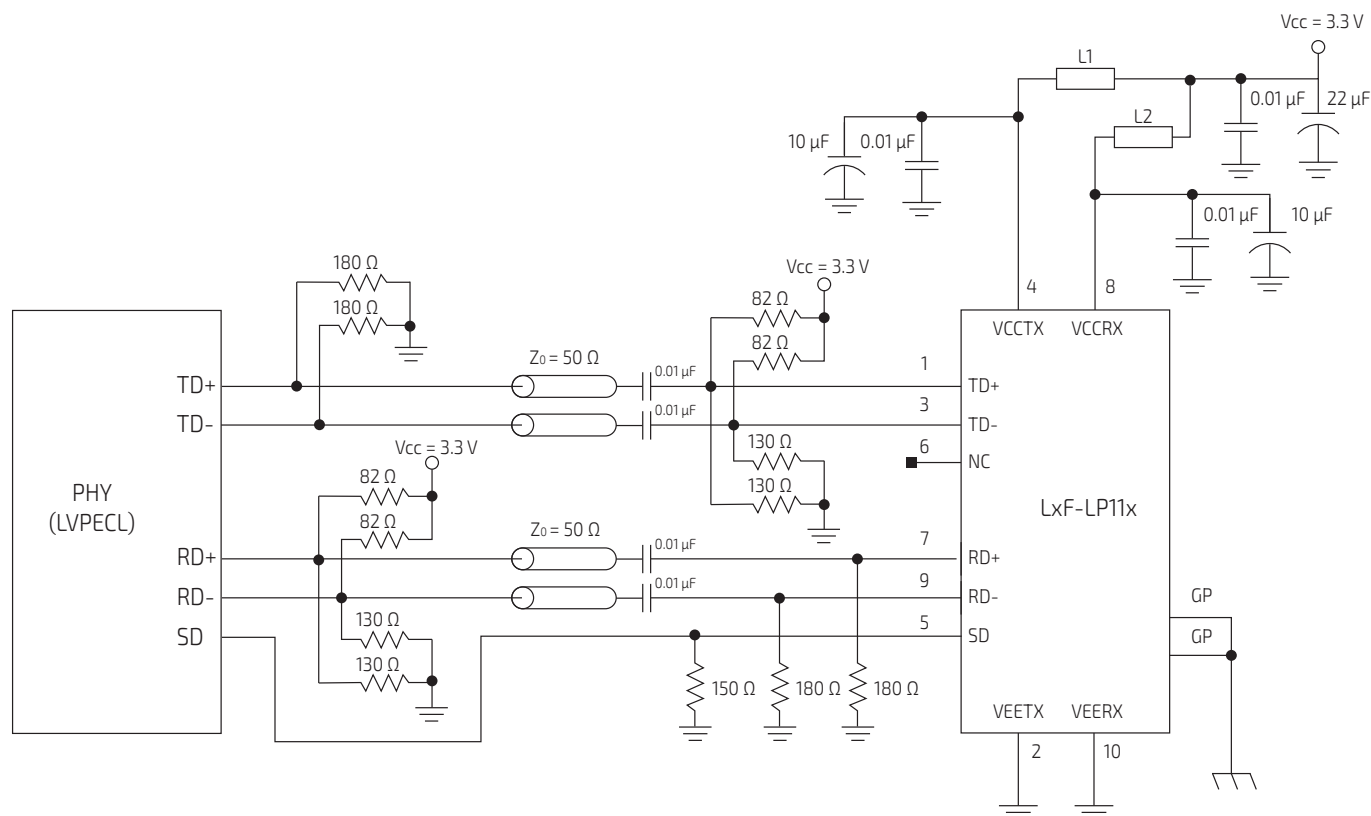 Vcc = 3.3 V
L1
0.01 µF
22 µF
L2
10 µF
0.01 µF
0.01 µF
10 µF
180 Ω
180 Ω
Vcc = 3.3 V
82 Ω
82 Ω
4
8
VCCTX
VCCRX
Z0 = 50 Ω
0.01 µF
1
TD+
TD+
0.01 µF
3
TD-
TD-
Vcc = 3.3 V
130 Ω
130 Ω
6
NC
82 Ω
82 Ω
PHY
(LVPECL)
LxF-LP11x
Z0 = 50 Ω
0.01 µF
7
RD+
RD+
0.01 µF
9
RD-
RD-
GP
130 Ω
130 Ω
5
SD
SD
GP
150 Ω
180 Ω
180 Ω
VEETX
VEERX
2
10